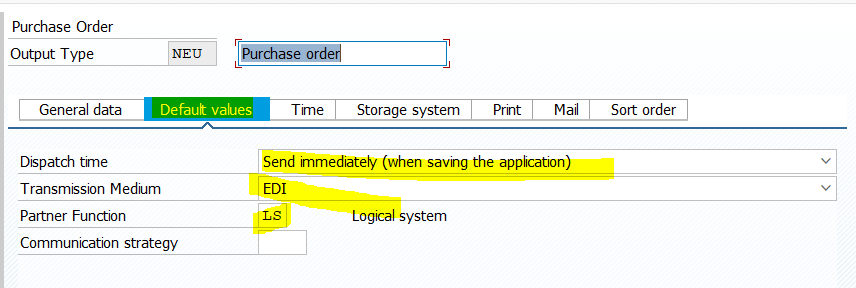 Purchase Order
Output Type NEU Purchase order
General data Default values Time Storage system Print Mail Sort order
Dispatch time Send immediately (when saving the application)
Transmission Medium EDI
Partner Function LS Logical system
Communication strategy